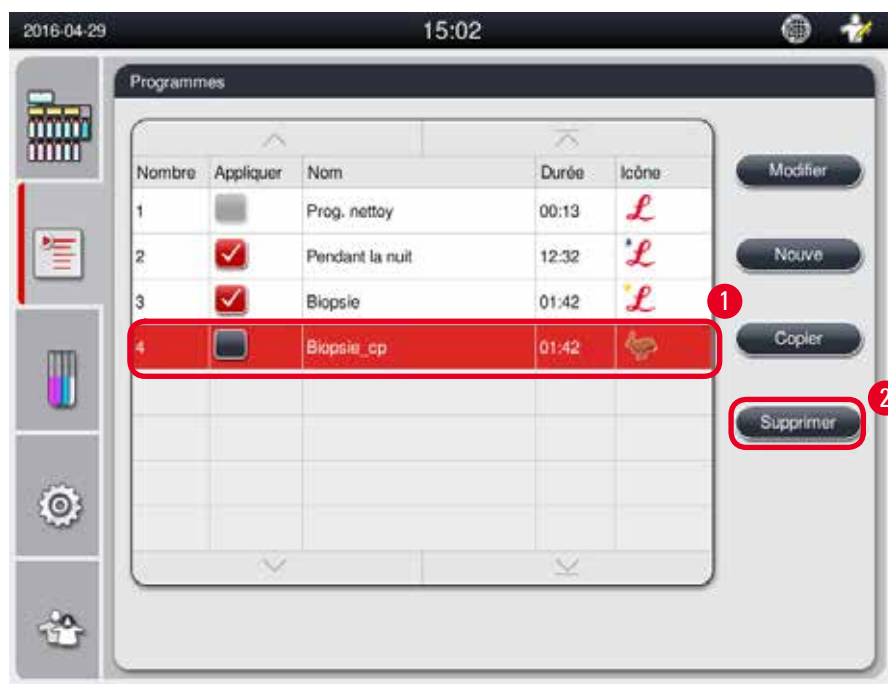 2016-04-29 15:02
Programmes
Nombre Appliquer Nom Durée Icône
1 Prog. nettoy 00:13 L
2 Pendant la nuit 12:32 L
3 Biopsie 01:42 L
4 Biopsie_cp 01:42
Modifier
Nouve
Copier
Supprimer
1
2